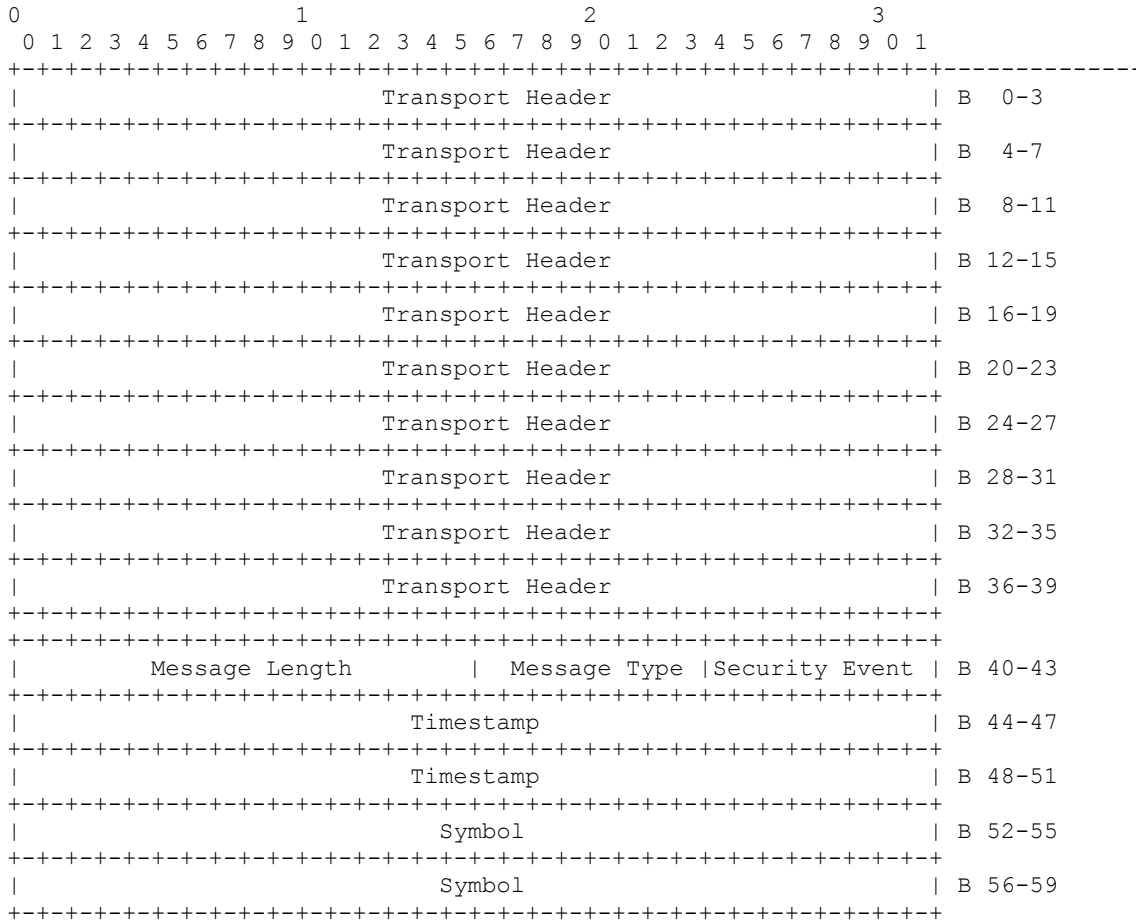 0                   1                   2                   3
 0 1 2 3 4 5 6 7 8 9 0 1 2 3 4 5 6 7 8 9 0 1 2 3 4 5 6 7 8 9 0 1
+-+-+-+-+-+-+-+-+-+-+-+-+-+-+-+-+-+-+-+-+-+-+-+-+-+-+-+-+-+-+-+-+--------------
|                         Transport Header                      | B  0-3
+-+-+-+-+-+-+-+-+-+-+-+-+-+-+-+-+-+-+-+-+-+-+-+-+-+-+-+-+-+-+-+-+
|                         Transport Header                      | B  4-7
+-+-+-+-+-+-+-+-+-+-+-+-+-+-+-+-+-+-+-+-+-+-+-+-+-+-+-+-+-+-+-+-+
|                         Transport Header                      | B  8-11
+-+-+-+-+-+-+-+-+-+-+-+-+-+-+-+-+-+-+-+-+-+-+-+-+-+-+-+-+-+-+-+-+
|                         Transport Header                      | B 12-15
+-+-+-+-+-+-+-+-+-+-+-+-+-+-+-+-+-+-+-+-+-+-+-+-+-+-+-+-+-+-+-+-+
|                         Transport Header                      | B 16-19
+-+-+-+-+-+-+-+-+-+-+-+-+-+-+-+-+-+-+-+-+-+-+-+-+-+-+-+-+-+-+-+-+
|                         Transport Header                      | B 20-23
+-+-+-+-+-+-+-+-+-+-+-+-+-+-+-+-+-+-+-+-+-+-+-+-+-+-+-+-+-+-+-+-+
|                         Transport Header                      | B 24-27
+-+-+-+-+-+-+-+-+-+-+-+-+-+-+-+-+-+-+-+-+-+-+-+-+-+-+-+-+-+-+-+-+
|                         Transport Header                      | B 28-31
+-+-+-+-+-+-+-+-+-+-+-+-+-+-+-+-+-+-+-+-+-+-+-+-+-+-+-+-+-+-+-+-+
|                         Transport Header                      | B 32-35
+-+-+-+-+-+-+-+-+-+-+-+-+-+-+-+-+-+-+-+-+-+-+-+-+-+-+-+-+-+-+-+-+
|                         Transport Header                      | B 36-39
+-+-+-+-+-+-+-+-+-+-+-+-+-+-+-+-+-+-+-+-+-+-+-+-+-+-+-+-+-+-+-+-+
+-+-+-+-+-+-+-+-+-+-+-+-+-+-+-+-+-+-+-+-+-+-+-+-+-+-+-+-+-+-+-+-+
|         Message Length        |  Message Type |Security Event | B 40-43
+-+-+-+-+-+-+-+-+-+-+-+-+-+-+-+-+-+-+-+-+-+-+-+-+-+-+-+-+-+-+-+-+
|                           Timestamp                           | B 44-47
+-+-+-+-+-+-+-+-+-+-+-+-+-+-+-+-+-+-+-+-+-+-+-+-+-+-+-+-+-+-+-+-+
|                           Timestamp                           | B 48-51
+-+-+-+-+-+-+-+-+-+-+-+-+-+-+-+-+-+-+-+-+-+-+-+-+-+-+-+-+-+-+-+-+
|                             Symbol                            | B 52-55
+-+-+-+-+-+-+-+-+-+-+-+-+-+-+-+-+-+-+-+-+-+-+-+-+-+-+-+-+-+-+-+-+
|                             Symbol                            | B 56-59
+-+-+-+-+-+-+-+-+-+-+-+-+-+-+-+-+-+-+-+-+-+-+-+-+-+-+-+-+-+-+-+-+